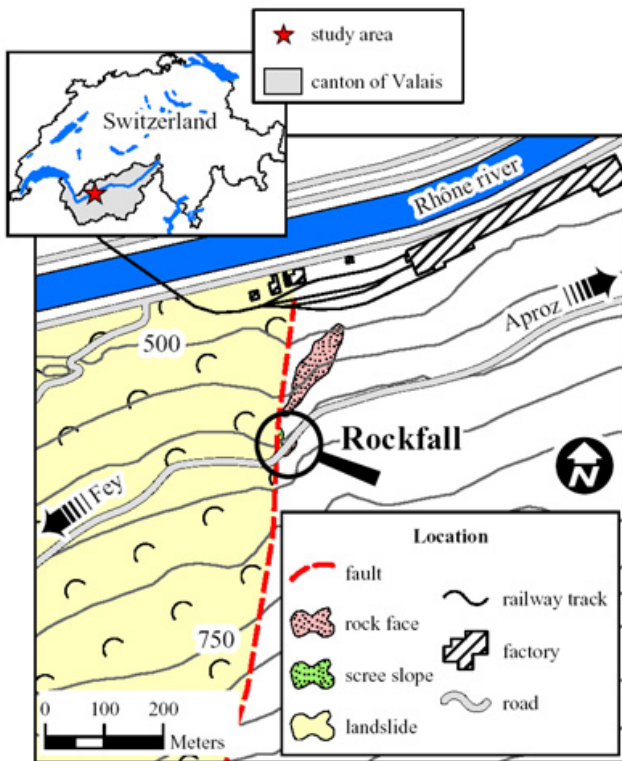 study area
canton of Valais
Switzerland
Rhône river
Aproz
500
Rockfall
N
Fey
750
Location
fault
rock face
scree slope
landslide
railway track
factory
road
0 100 200
Meters